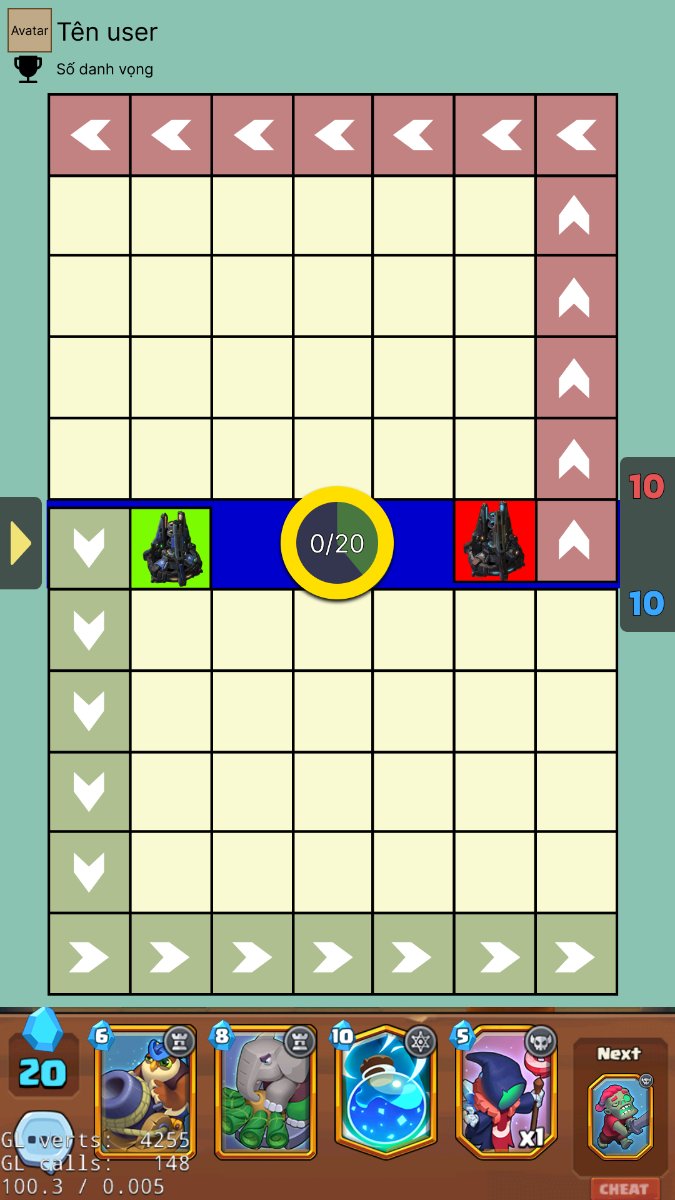 Avatar
Tên user
Số danh vọng
10
0/20
10
6
8
10
5
Next
20
x1
GL verts: 4255
GL calls: 148
100.3 / 0.005
CHEAT